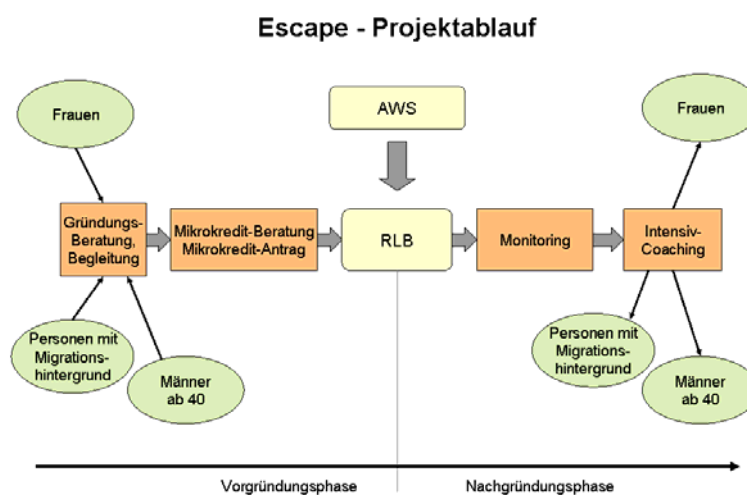 Escape - Projektablauf
Frauen
AWS
Frauen
Gründungs-
Beratung,
Begleitung
Mikrokredit-Beratung
Mikrokredit-Antrag
RLB
Monitoring
Intensiv-
Coaching
Personen mit
Migrations-
hintergrund
Männer
ab 40
Personen mit
Migrations-
hintergrund
Männer
ab 40
Vorgründungsphase
Nachgründungsphase